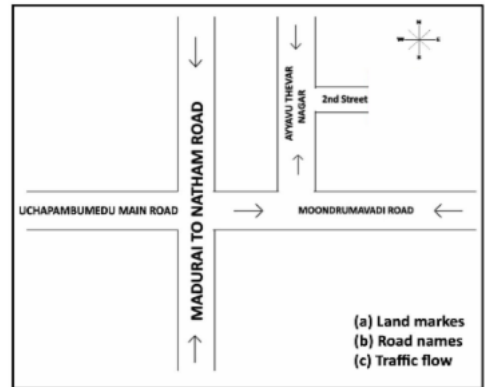 AYYAVU THEVAR
NAGAR
2nd Street
MADURAI TO NATHAM ROAD
UCHAPAMBUMEDU MAIN ROAD
MOONDRUMAVADI ROAD
(a) Land markes
(b) Road names
(c) Traffic flow